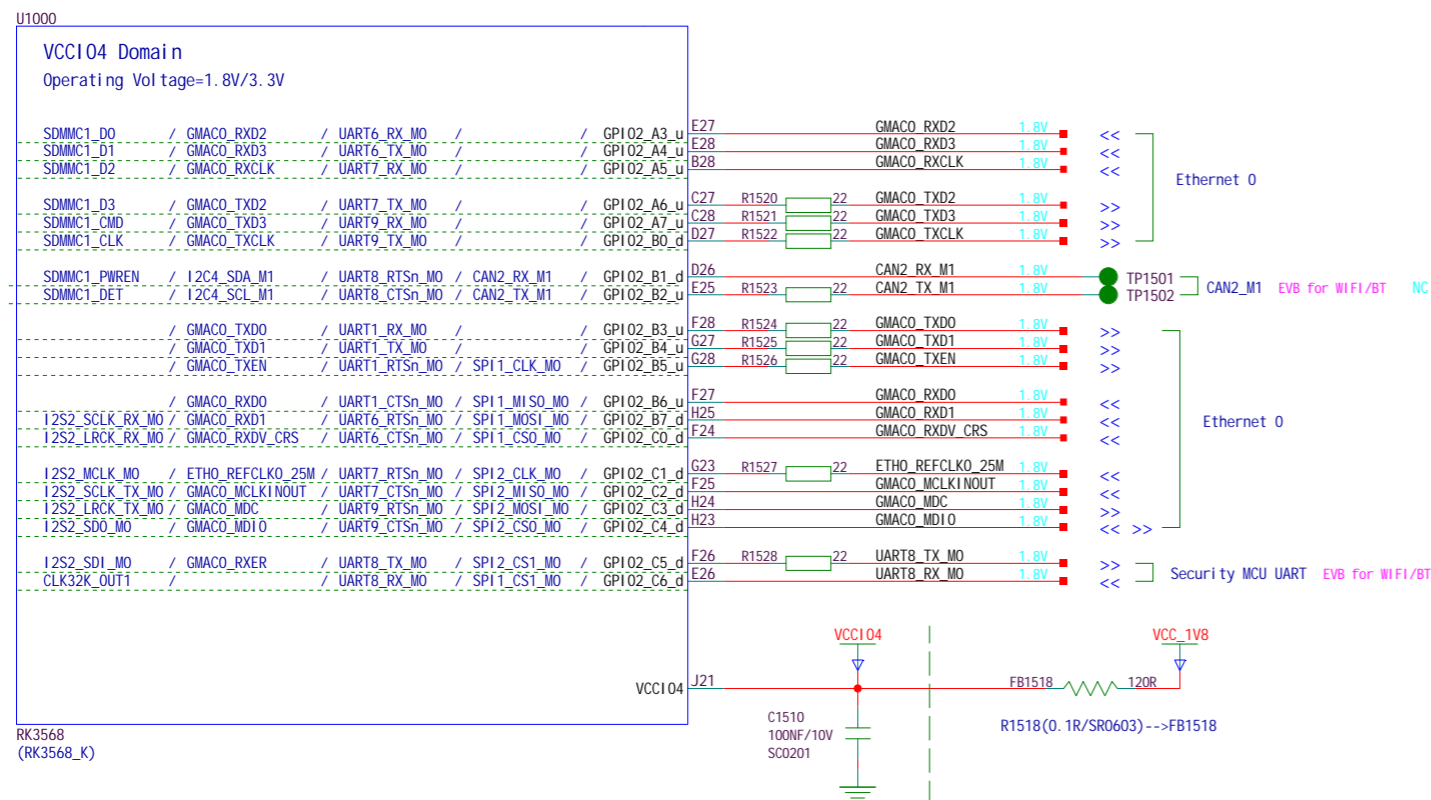 U1000
VCCIO4 Domain
Operating Voltage=1.8V/3.3V
SDMMC1_D0 / GMAC0_RXD2 / UART6_RX_M0 / / GPIO2_A3_u E27 GMAC0_RXD2 1.8V <<
SDMMC1_D1 / GMAC0_RXD3 / UART6_TX_M0 / / GPIO2_A4_u E28 GMAC0_RXD3 1.8V <<
SDMMC1_D2 / GMAC0_RXCLK / UART7_RX_M0 / / GPIO2_A5_u B28 GMAC0_RXCLK 1.8V <<
Ethernet 0
SDMMC1_D3 / GMAC0_TXD2 / UART7_TX_M0 / / GPIO2_A6_u C27 R1520 22 GMAC0_TXD2 1.8V >>
SDMMC1_CMD / GMAC0_TXD3 / UART9_RX_M0 / / GPIO2_A7_u C28 R1521 22 GMAC0_TXD3 1.8V >>
SDMMC1_CLK / GMAC0_TXCLK / UART9_TX_M0 / / GPIO2_B0_d D27 R1522 22 GMAC0_TXCLK 1.8V >>
SDMMC1_PWREN / I2C4_SDA_M1 / UART8_RTSn_M0 / CAN2_RX_M1 / GPIO2_B1_d D26 CAN2_RX_M1 1.8V TP1501
SDMMC1_DET / I2C4_SCL_M1 / UART8_CTSn_M0 / CAN2_TX_M1 / GPIO2_B2_u E25 R1523 22 CAN2_TX_M1 1.8V TP1502
CAN2_M1 EVB for WIFI/BT NC
/ GMAC0_TXD0 / UART1_RX_M0 / / GPIO2_B3_u F28 R1524 22 GMAC0_TXD0 1.8V >>
/ GMAC0_TXD1 / UART1_TX_M0 / / GPIO2_B4_u G27 R1525 22 GMAC0_TXD1 1.8V >>
/ GMAC0_TXEN / UART1_RTSn_M0 / SPI1_CLK_M0 / GPIO2_B5_u G28 R1526 22 GMAC0_TXEN 1.8V >>
/ GMAC0_RXD0 / UART1_CTSn_M0 / SPI1_MISO_M0 / GPIO2_B6_u F27 GMAC0_RXD0 1.8V <<
I2S2_SCLK_RX_M0 / GMAC0_RXD1 / UART6_RTSn_M0 / SPI1_MOSI_M0 / GPIO2_B7_d H25 GMAC0_RXD1 1.8V <<
I2S2_LRCK_RX_M0 / GMAC0_RXDV_CRS / UART6_CTSn_M0 / SPI1_CS0_M0 / GPIO2_C0_d F24 GMAC0_RXDV_CRS 1.8V <<
Ethernet 0
I2S2_MCLK_M0 / ETH0_REFCLKO_25M / UART7_RTSn_M0 / SPI2_CLK_M0 / GPIO2_C1_d G23 R1527 22 ETH0_REFCLKO_25M 1.8V <<
I2S2_SCLK_TX_M0 / GMAC0_MCLKINOUT / UART7_CTSn_M0 / SPI2_MISO_M0 / GPIO2_C2_d F25 GMAC0_MCLKINOUT 1.8V <<
I2S2_LRCK_TX_M0 / GMAC0_MDC / UART9_RTSn_M0 / SPI2_MOSI_M0 / GPIO2_C3_d H24 GMAC0_MDC 1.8V >>
I2S2_SDO_M0 / GMAC0_MDIO / UART9_CTSn_M0 / SPI2_CS0_M0 / GPIO2_C4_d H23 GMAC0_MDIO 1.8V << >>
I2S2_SDI_M0 / GMAC0_RXER / UART8_TX_M0 / SPI2_CS1_M0 / GPIO2_C5_d F26 R1528 22 UART8_TX_M0 1.8V >>
CLK32K_OUT1 / UART8_RX_M0 / SPI1_CS1_M0 / GPIO2_C6_d E26 UART8_RX_M0 1.8V <<
Security MCU UART EVB for WIFI/BT
VCCIO4 VCC_1V8
VCCIO4 J21 FB1518 120R
C1510
100NF/10V
SC0201
R1518(0.1R/SR0603)-->FB1518
RK3568
(RK3568_K)